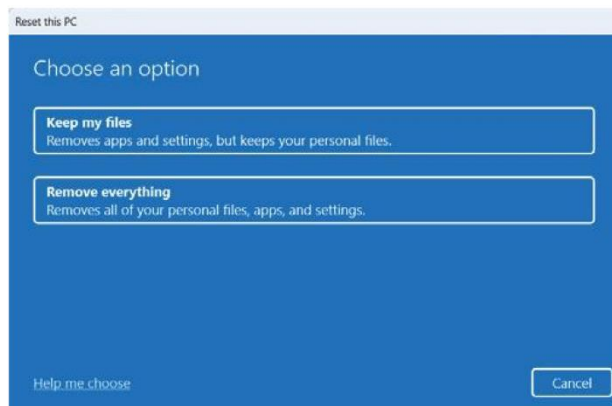 Reset this PC
Choose an option
Keep my files
Removes apps and settings, but keeps your personal files.
Remove everything
Removes all of your personal files, apps, and settings.
Help me choose
Cancel